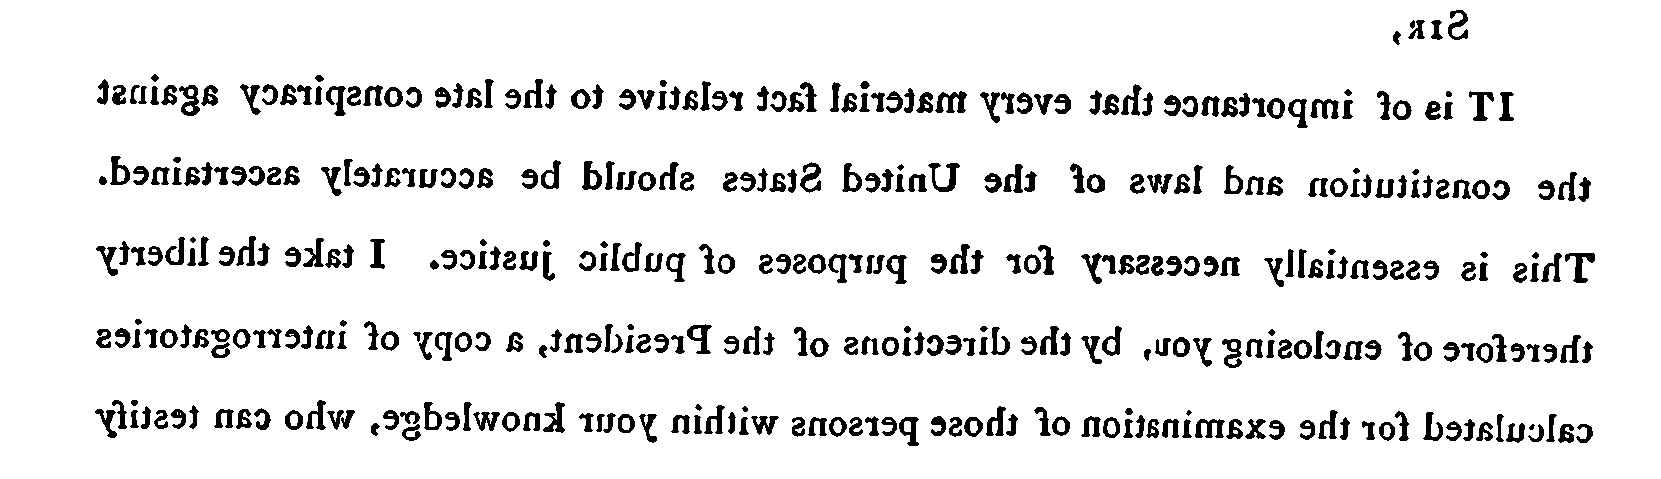 SIR,
IT is of importance that every material fact relative to the late conspiracy against
the constitution and laws of the United States should be accurately ascertained.
This is essentially necessary for the purposes of public justice. I take the liberty
therefore of enclosing you, by the directions of the President, a copy of interrogatories
calculated for the examination of those persons within your knowledge, who can testify